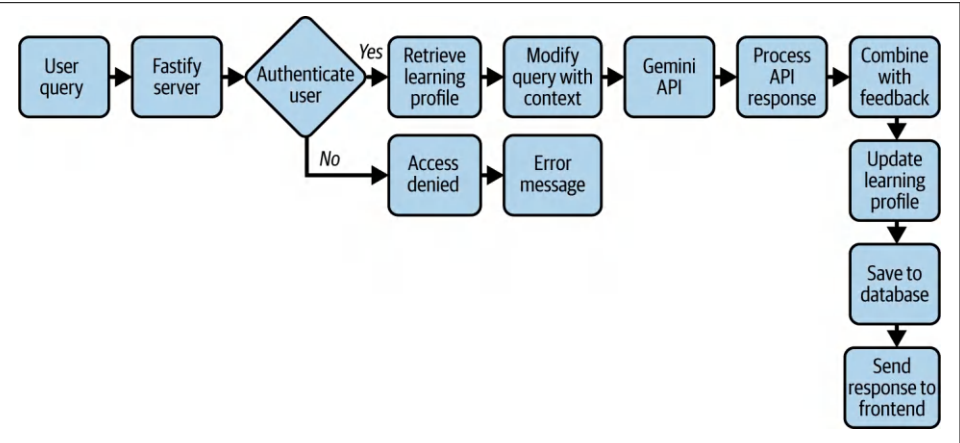 User
query
Fastify
server
Authenticate
user
Yes
Retrieve
learning
profile
Modify
query with
context
Gemini
API
Process
API
response
Combine
with
feedback
No
Access
denied
Error
message
Update
learning
profile
Save to
database
Send
response to
frontend